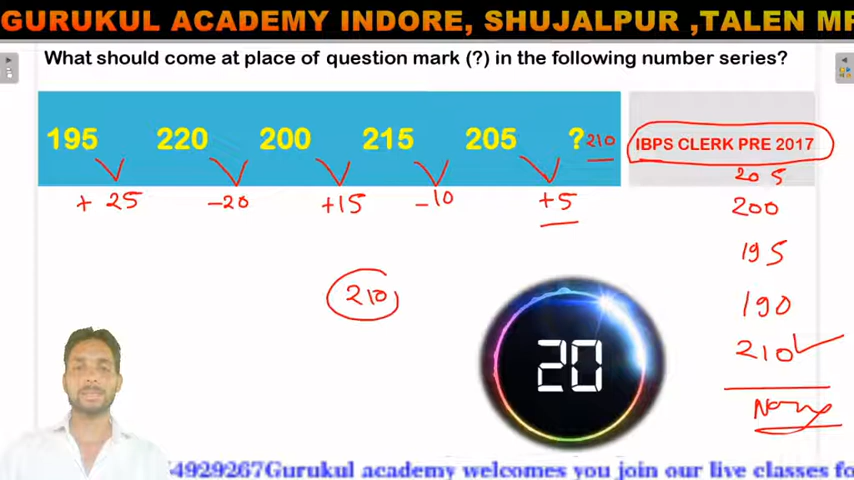 GURUKUL ACADEMY INDORE, SHUJALPUR ,TALEN MP
What should come at place of question mark (?) in the following number series?
195 220 200 215 205 ? 210
IBPS CLERK PRE 2017
+ 25 -20 +15 -10 +5
205
200
195
190
210
210
20
None
54929267Gurukul academy welcomes you join our live classes fo